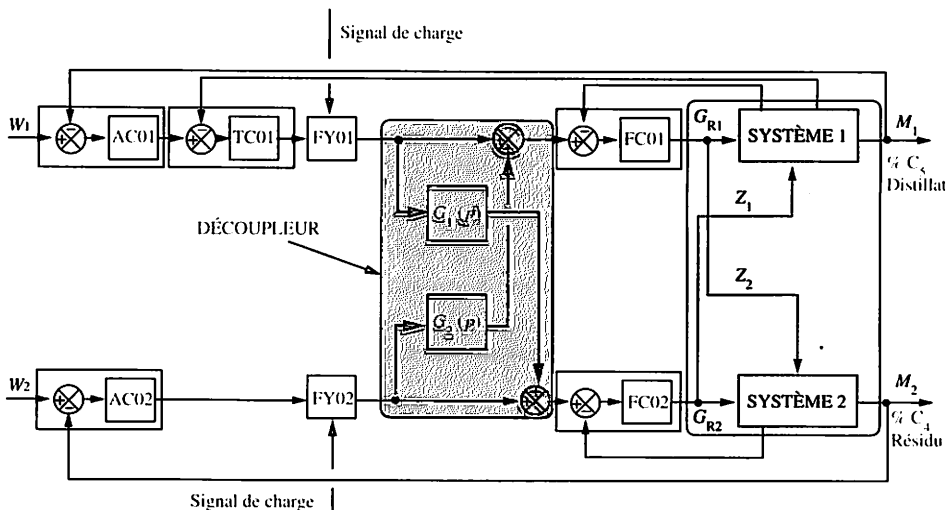 Signal de charge
W1
AC01
TC01
FY01
FC01
GR1
SYSTÈME 1
M1
% C5
Distillat
G1 (p)
Z1
DÉCOUPLEUR
Z2
G2 (p)
W2
AC02
FY02
FC02
GR2
SYSTÈME 2
M2
% C4
Résidu
Signal de charge